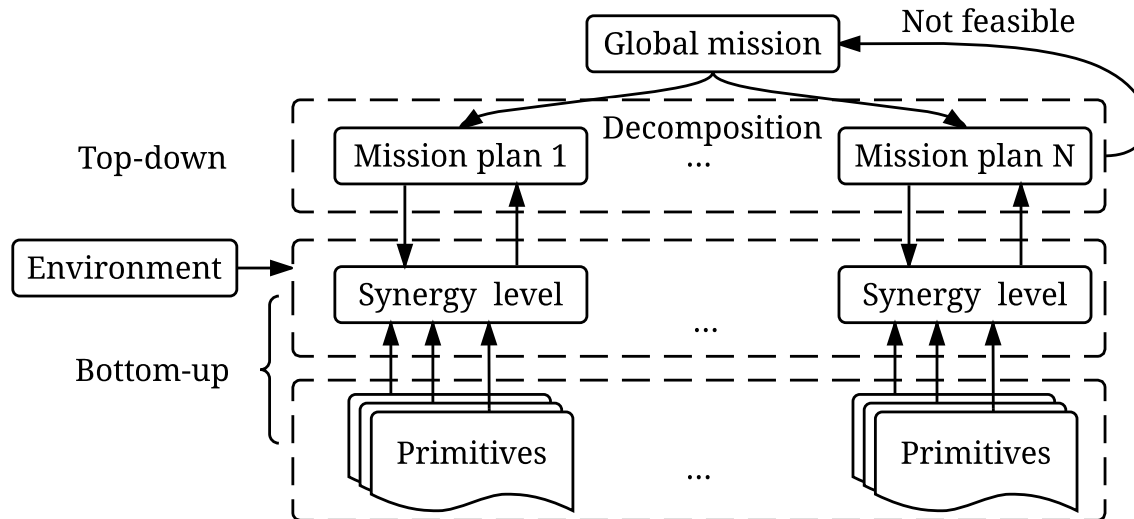 Not feasible
Global mission
Decomposition
Top-down
Mission plan 1
...
Mission plan N
Environment
Synergy level
Synergy level
...
Bottom-up
Primitives
...
Primitives